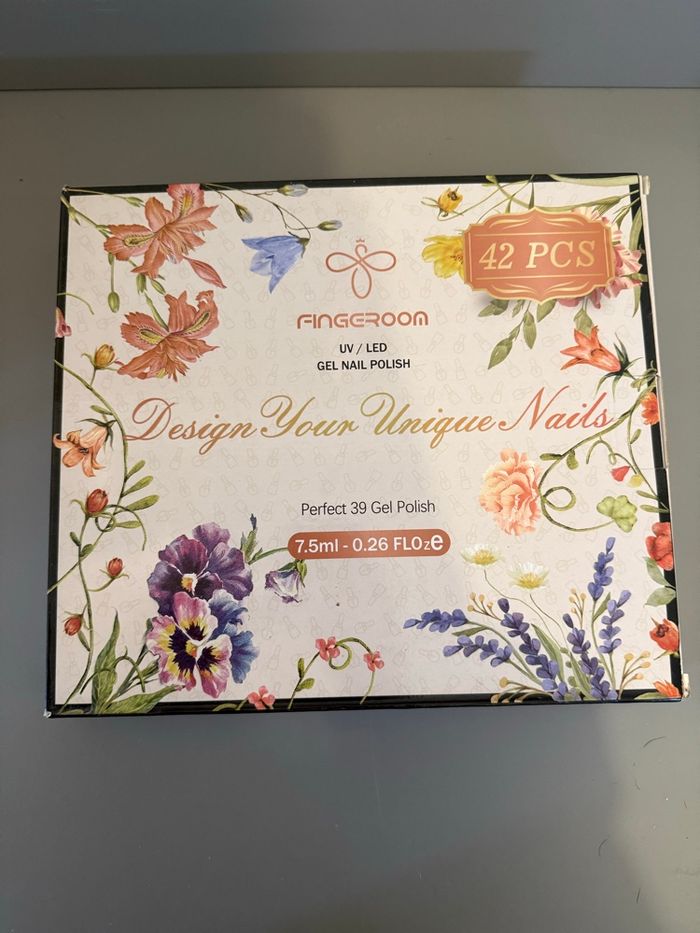 42 PCS
FINGEROOM
UV / LED
GEL NAIL POLISH
Design Your Unique Nails
Perfect 39 Gel Polish
7.5ml - 0.26 FLOze